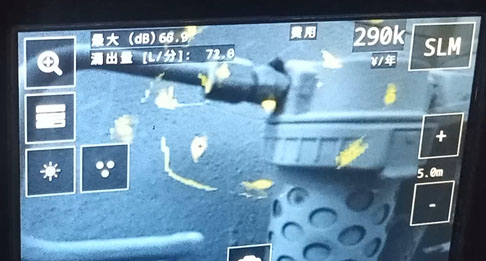 最大 (dB) 66.9
漏出量 [L/分]: 72.0
費用
290k
¥/年
SLM
+
5.0m
-